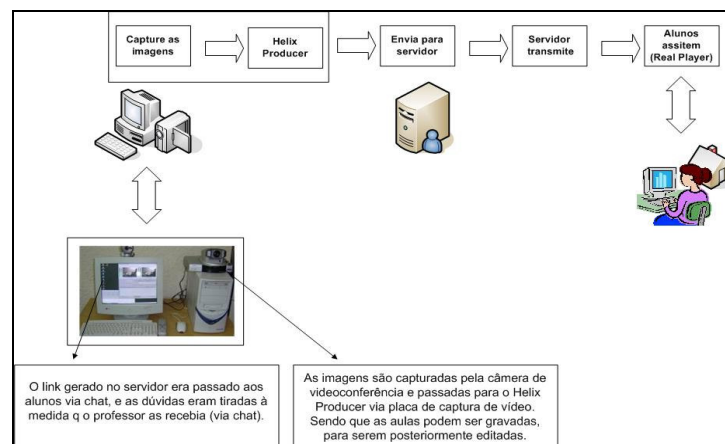 Capture as
imagens
Helix
Producer
Envia para
servidor
Servidor
transmite
Alunos
assitem
(Real Player)
O link gerado no servidor era passado aos
alunos via chat, e as dúvidas eram tiradas à
medida q o professor as recebia (via chat).
As imagens são capturadas pela câmera de
videoconferência e passadas para o Helix
Producer via placa de captura de vídeo.
Sendo que as aulas podem ser gravadas,
para serem posteriormente editadas.